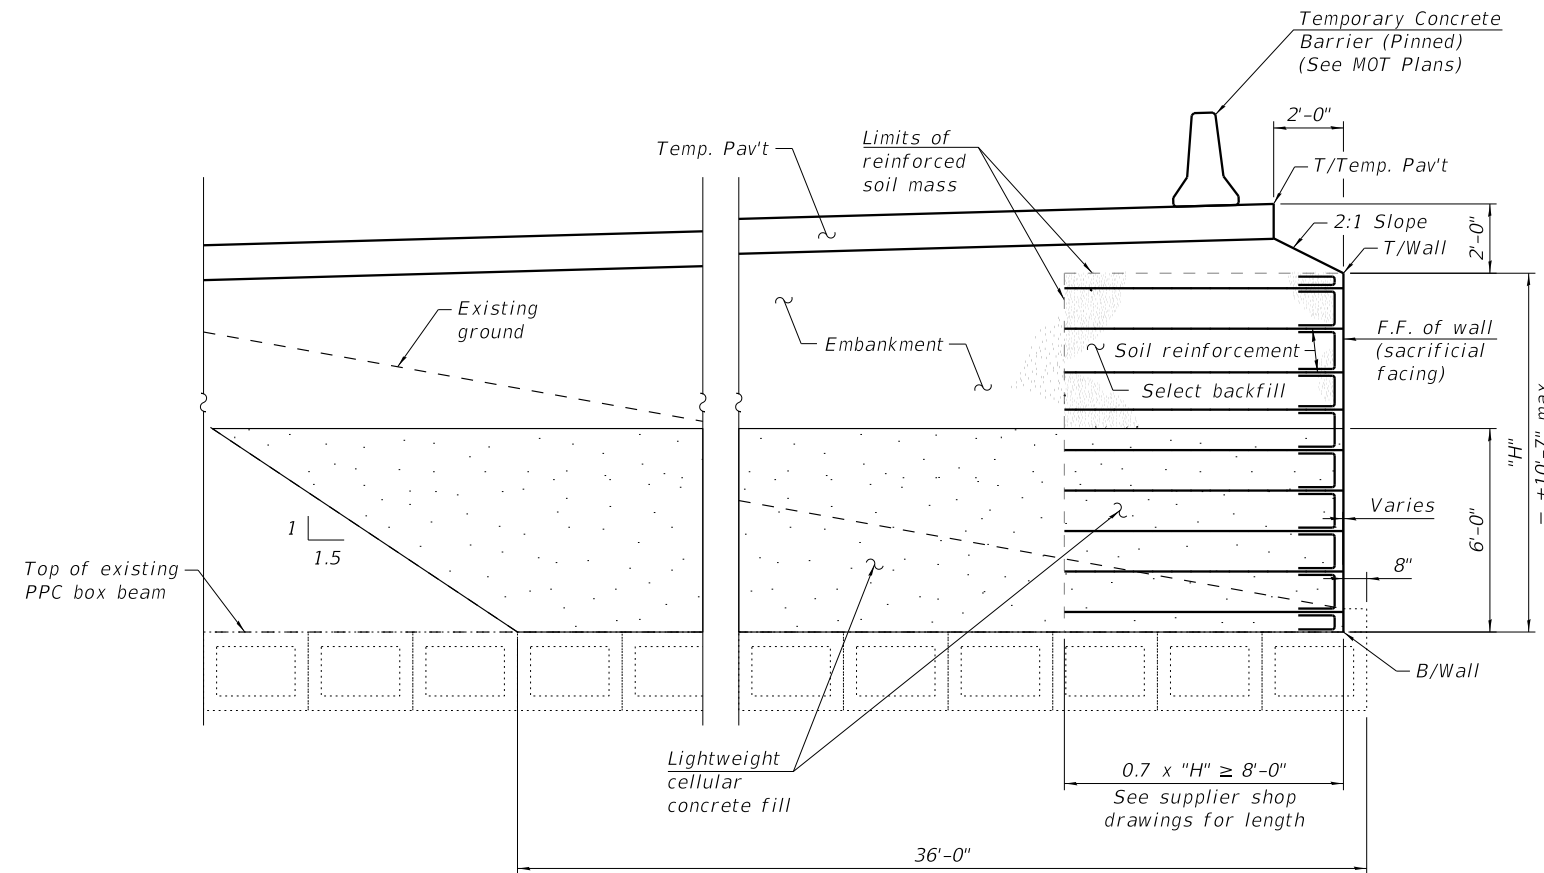 Temporary Concrete
Barrier (Pinned)
(See MOT Plans)
2'-0"
Limits of
reinforced
soil mass
Temp. Pav't
T/Temp. Pav't
2:1 Slope
T/Wall
2'-0"
Existing
ground
Embankment
Soil reinforcement
Select backfill
F.F. of wall
(sacrificial
facing)
"H"
Varies
6'-0"
8"
1
1.5
Top of existing
PPC box beam
B/Wall
Lightweight
cellular
concrete fill
0.7 x "H" ≥ 8'-0"
See supplier shop
drawings for length
36'-0"